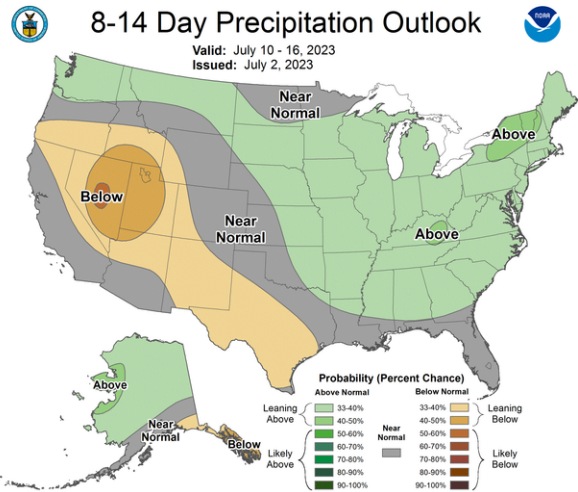 8-14 Day Precipitation Outlook
Valid: July 10 - 16, 2023
Issued: July 2, 2023
NOAA
Near
Normal
Above
Below
Near
Normal
Above
Above
Near
Normal
Below
Probability (Percent Chance)
Above Normal
Below Normal
Leaning
Above
33-40%
40-50%
Likely
Above
50-60%
60-70%
70-80%
80-90%
90-100%
Near
Normal
33-40%
40-50%
50-60%
60-70%
70-80%
80-90%
90-100%
Leaning
Below
Likely
Below